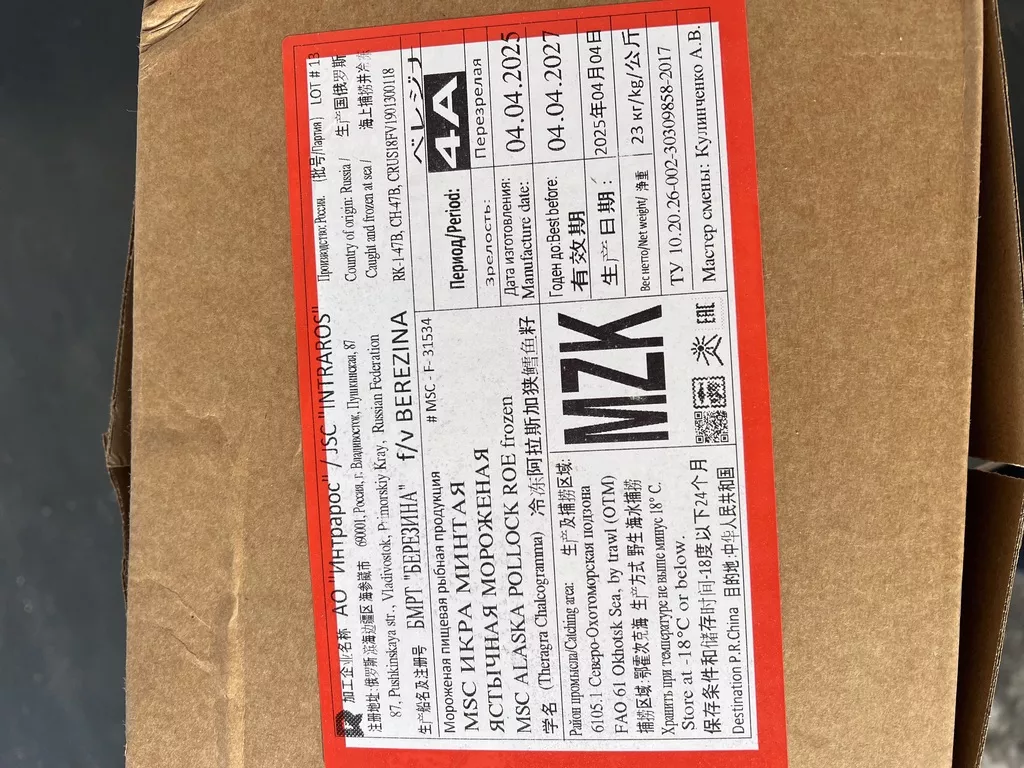 加工企业名称 АО "Интрарос" / JSC "INTRAROS"
注册地址:俄罗斯 滨海边疆区 海参崴市 690001, Россия, г. Владивосток, Пушкинская, 87
87, Pushkinskaya str., Vladivostok, Primorskiy Kray, Russian Federation
生产船名及注册号 БМРТ "БЕРЕЗИНА" f/v BEREZINA
Производство: Россия. (批号/Партия) LOT # 13
Country of origin: Russia / 生产国俄罗斯
Caught and frozen at sea / 海上捕捞并冷冻
RK-1-47B, CH-47B, CRUS18FV1901300118
ベレジナ
Мороженая пищевая рыбная продукция # MSC - F- 31534
MSC ИКРА МИНТАЯ
ЯСТЫЧНАЯ МОРОЖЕНАЯ
MSC ALASKA POLLOCK ROE frozen
学名 (Theragra Chalcogramma) 冷冻阿拉斯加狭鳕鱼籽
Район промысла/Catching area: 生产及捕捞区域:
6105.1 Северо-Охотоморская подзона
FAO 61 Okhotsk Sea, by trawl (OTM)
捕捞区域 鄂霍次克海 生产方式 野生海水捕捞
Хранить при температуре не выше минус 18° С.
Store at -18°C or below.
保存条件和储存时间-18度以下24个月
Destination P.R.China 目的地:中华人民共和国
MZK
EAC
Период/Period: 4A
Зрелость: Перезрелая
Дата изготовления: 04.04.2025
Manufacture date:
Годен до:Best before: 04.04.2027
有效期
生产日期: 2025年04月04日
Вес нетто/Net weight/ 净重 23 кг/kg/公斤
ТУ 10.20.26-002-30309858-2017
Мастер смены: Кулинченко А.В.